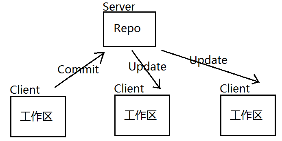 Server
Repo
Commit
Update
Update
Client
Client
Client
工作区
工作区
工作区